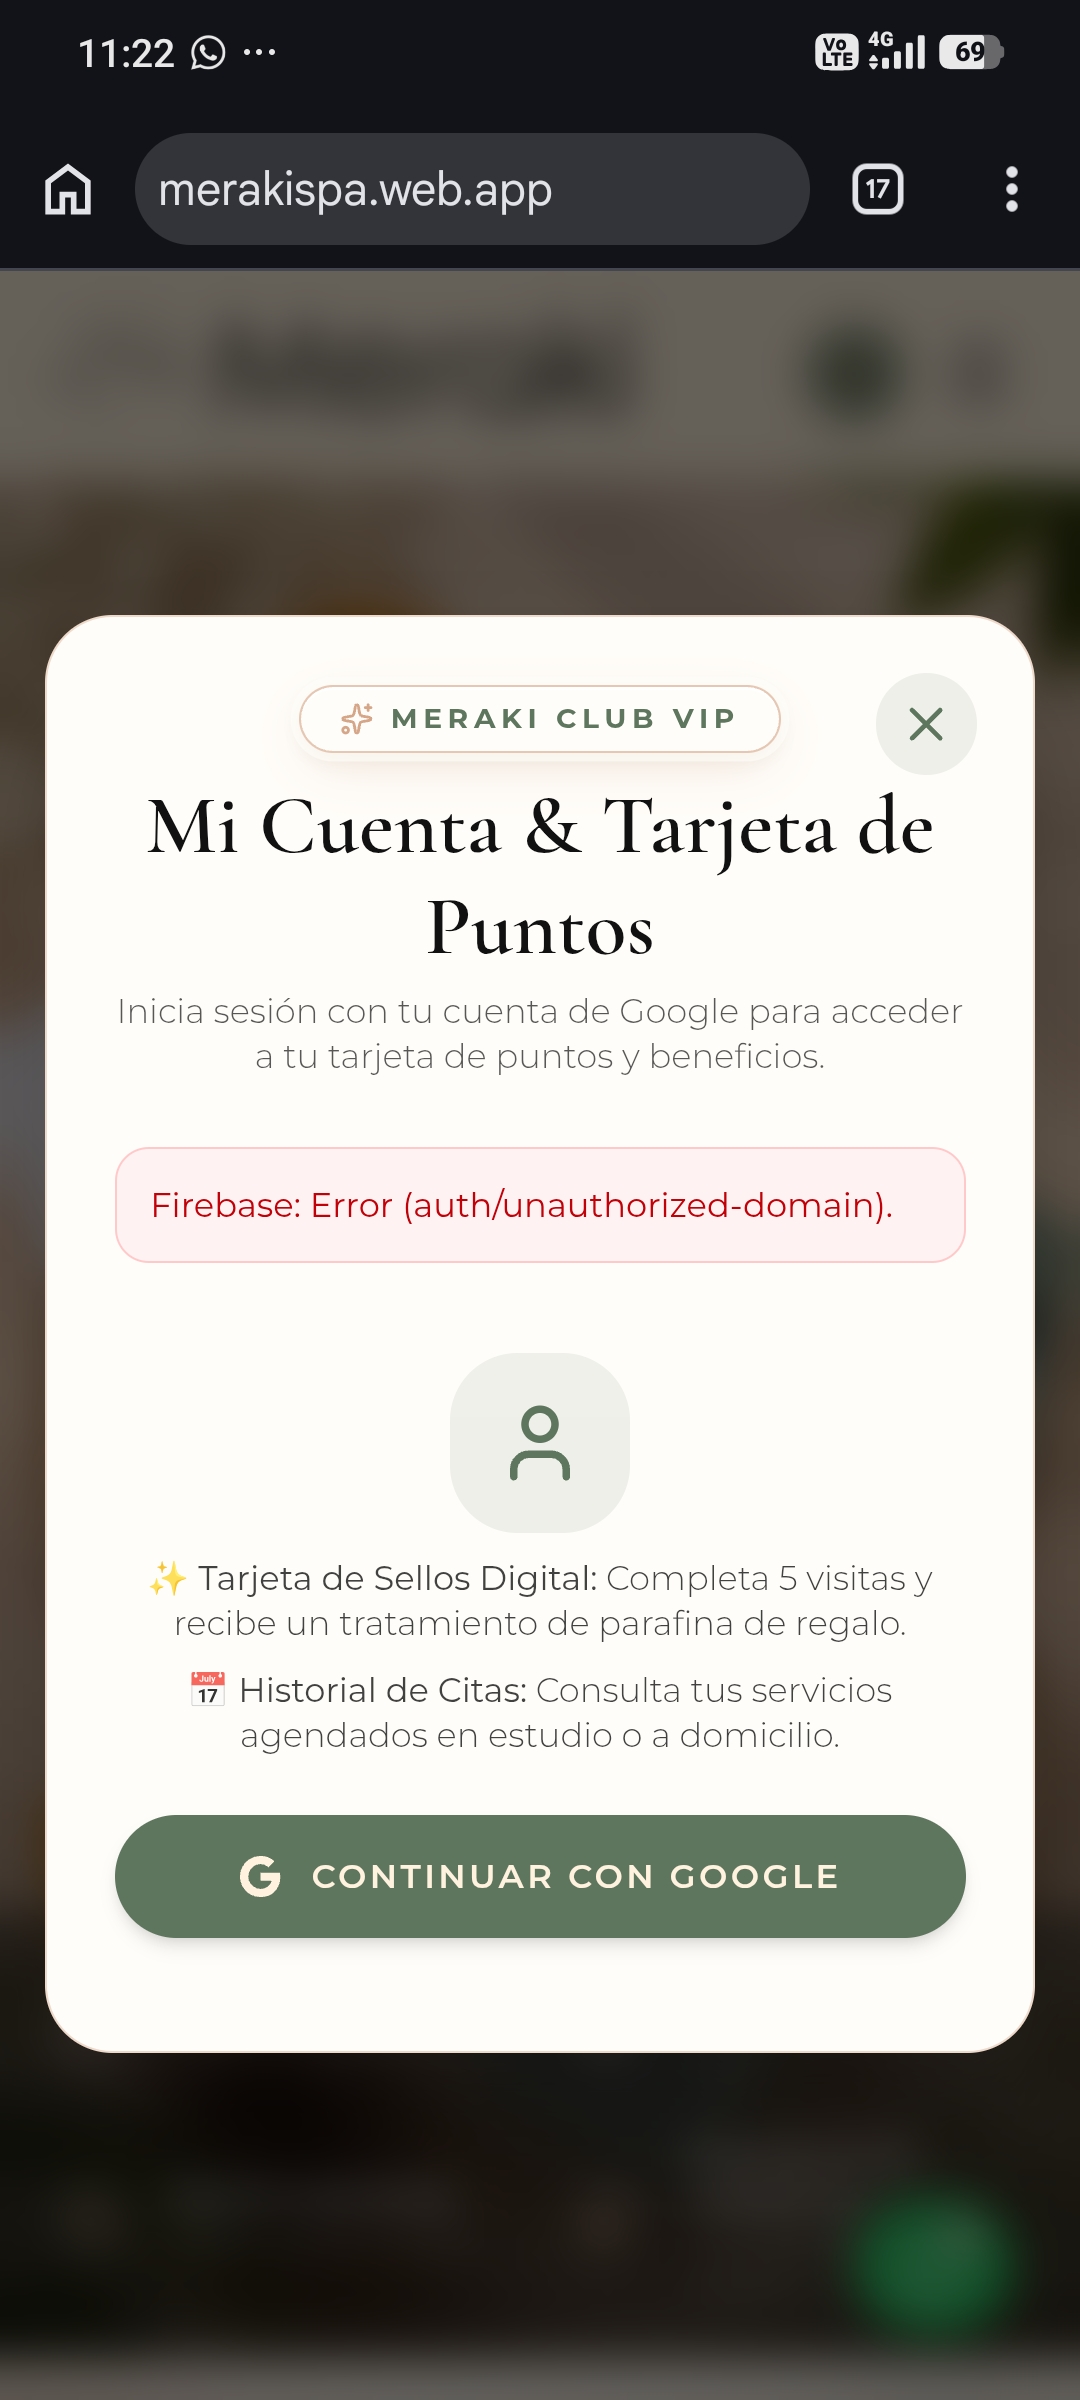 11:22
Vo LTE 4G 69
merakispa.web.app
17
MERAKI CLUB VIP
Mi Cuenta & Tarjeta de
Puntos
Inicia sesión con tu cuenta de Google para acceder
a tu tarjeta de puntos y beneficios.
Firebase: Error (auth/unauthorized-domain).
✨ Tarjeta de Sellos Digital: Completa 5 visitas y
recibe un tratamiento de parafina de regalo.
📅 Historial de Citas: Consulta tus servicios
agendados en estudio o a domicilio.
G CONTINUAR CON GOOGLE